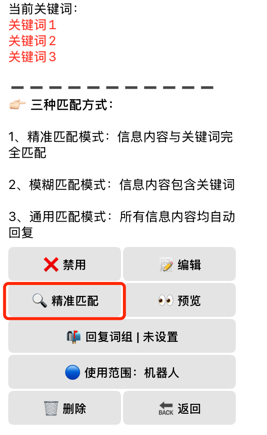 当前关键词：
关键词1
关键词2
关键词3
👉🏻 三种匹配方式：
1、精准匹配模式：信息内容与关键词完
全匹配
2、模糊匹配模式：信息内容包含关键词
3、通用匹配模式：所有信息内容均自动
回复
❌ 禁用
📝 编辑
🔍 精准匹配
👀 预览
📬 回复词组 | 未设置
🔵 使用范围：机器人
🗑 删除
🔙 返回